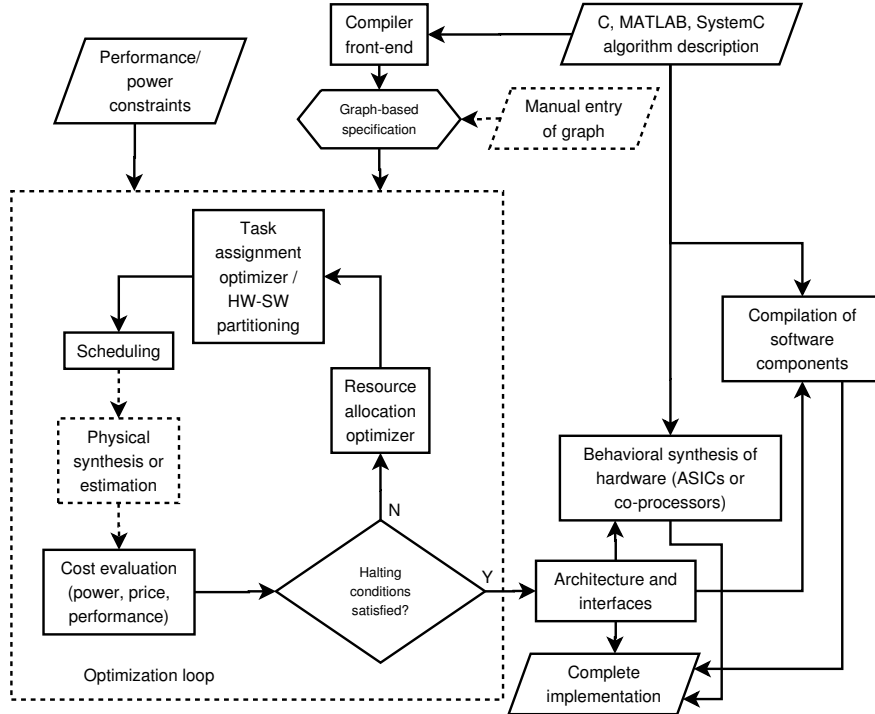 Compiler
front-end
C, MATLAB, SystemC
algorithm description
Performance/
power
constraints
Graph-based
specification
Manual entry
of graph
Task
assignment
optimizer /
HW-SW
partitioning
Scheduling
Compilation of
software
components
Resource
allocation
optimizer
Physical
synthesis or
estimation
Behavioral synthesis of
hardware (ASICs or
co-processors)
N
Cost evaluation
(power, price,
performance)
Halting
conditions
satisfied?
Y
Architecture and
interfaces
Optimization loop
Complete
implementation